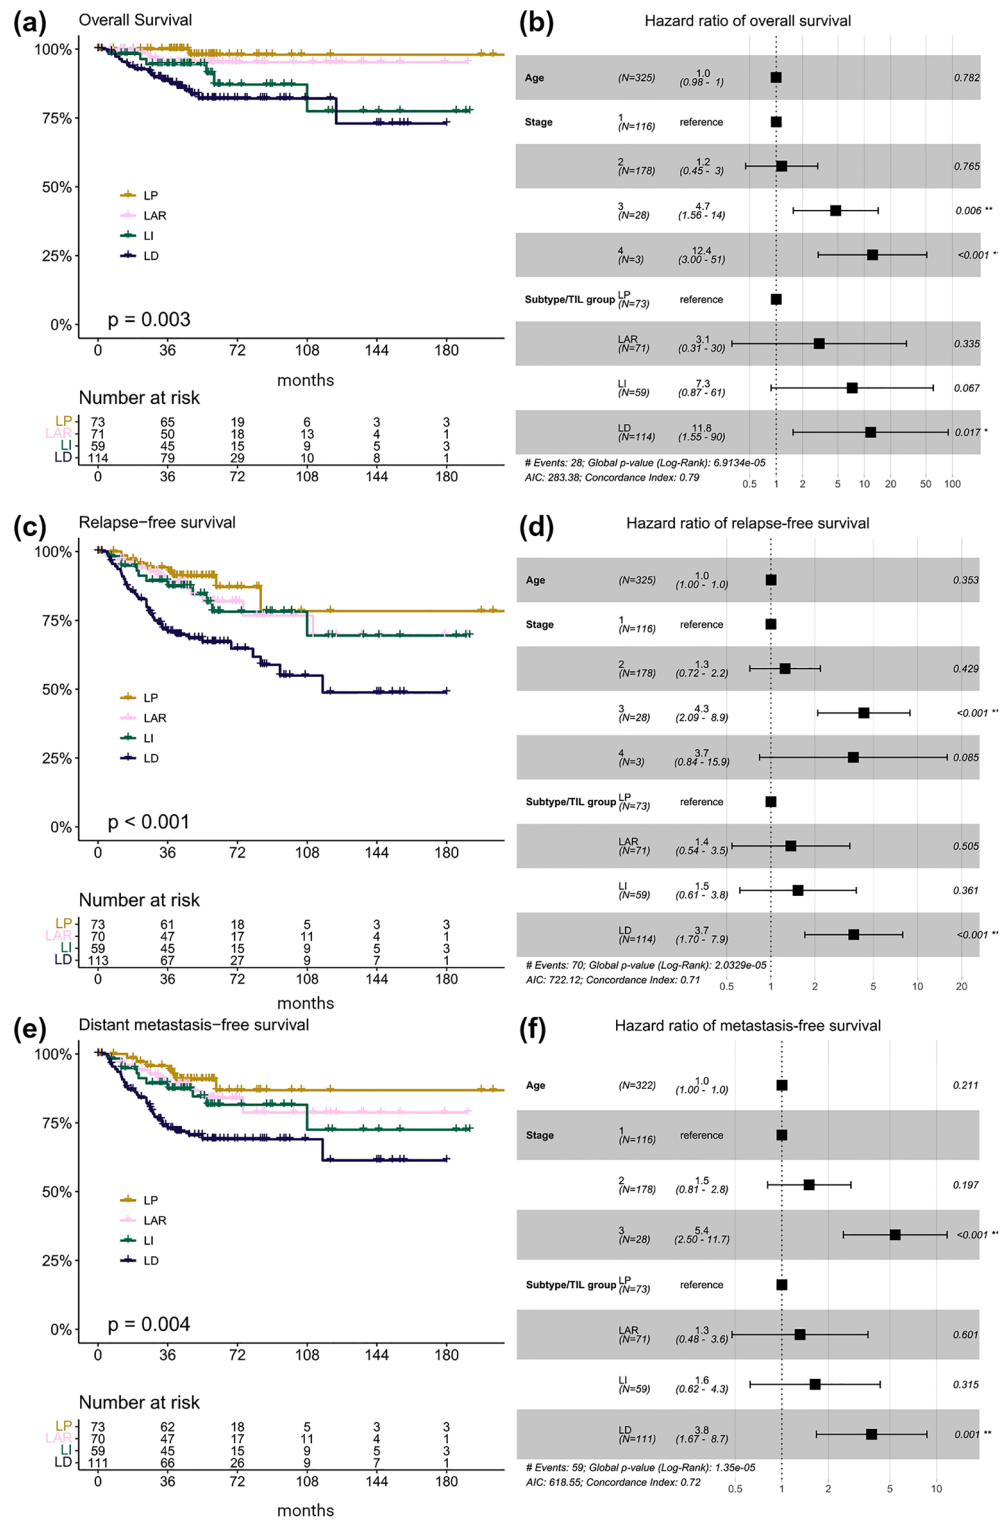 (a) Overall Survival
100%
75%
50%
25%
0%
LP
LAR
LI
LD
p = 0.003
0 36 72 108 144 180
months
Number at risk
LP 73 65 19 6 3 3
LAR 71 50 18 13 4 1
LI 59 45 15 9 5 3
LD 114 79 29 10 8 1
0 36 72 108 144 180
(b) Hazard ratio of overall survival
Age (N=325) 1.0 (0.98 - 1) 0.782
Stage 1 (N=116) reference
2 (N=178) 1.2 (0.45 - 3) 0.765
3 (N=28) 4.7 (1.56 - 14) 0.006 **
4 (N=3) 12.4 (3.00 - 51) <0.001 **
Subtype/TIL group LP (N=73) reference
LAR (N=71) 3.1 (0.31 - 30) 0.335
LI (N=59) 7.3 (0.87 - 61) 0.067
LD (N=114) 11.8 (1.55 - 90) 0.017 *
# Events: 28; Global p-value (Log-Rank): 6.9134e-05
AIC: 283.38; Concordance Index: 0.79
0.5 1 2 5 10 20 50 100
(c) Relapse-free survival
100%
75%
50%
25%
0%
LP
LAR
LI
LD
p < 0.001
0 36 72 108 144 180
Number at risk
LP 73 61 18 5 3 3
LAR 70 47 17 11 4 1
LI 59 45 15 9 5 3
LD 113 67 27 9 7 1
0 36 72 108 144 180
months
(d) Hazard ratio of relapse-free survival
Age (N=325) 1.0 (1.00 - 1.0) 0.353
Stage 1 (N=116) reference
2 (N=178) 1.3 (0.72 - 2.2) 0.429
3 (N=28) 4.3 (2.09 - 8.9) <0.001 **
4 (N=3) 3.7 (0.84 - 15.9) 0.085
Subtype/TIL group LP (N=73) reference
LAR (N=71) 1.4 (0.54 - 3.5) 0.505
LI (N=59) 1.5 (0.61 - 3.8) 0.361
LD (N=114) 3.7 (1.70 - 7.9) <0.001 **
# Events: 70; Global p-value (Log-Rank): 2.0329e-05
AIC: 722.12; Concordance Index: 0.71
0.5 1 2 5 10 20
(e) Distant metastasis-free survival
100%
75%
50%
25%
0%
LP
LAR
LI
LD
p = 0.004
0 36 72 108 144 180
Number at risk
LP 73 62 18 5 3 3
LAR 70 47 17 11 4 1
LI 59 45 15 9 5 3
LD 111 66 26 9 7 1
0 36 72 108 144 180
months
(f) Hazard ratio of metastasis-free survival
Age (N=322) 1.0 (1.00 - 1.0) 0.211
Stage 1 (N=116) reference
2 (N=178) 1.5 (0.81 - 2.8) 0.197
3 (N=28) 5.4 (2.50 - 11.7) <0.001 **
Subtype/TIL group LP (N=73) reference
LAR (N=71) 1.3 (0.48 - 3.6) 0.601
LI (N=59) 1.6 (0.62 - 4.3) 0.315
LD (N=111) 3.8 (1.67 - 8.7) 0.001 **
# Events: 59; Global p-value (Log-Rank): 1.35e-05
AIC: 618.55; Concordance Index: 0.72
0.5 1 2 5 10